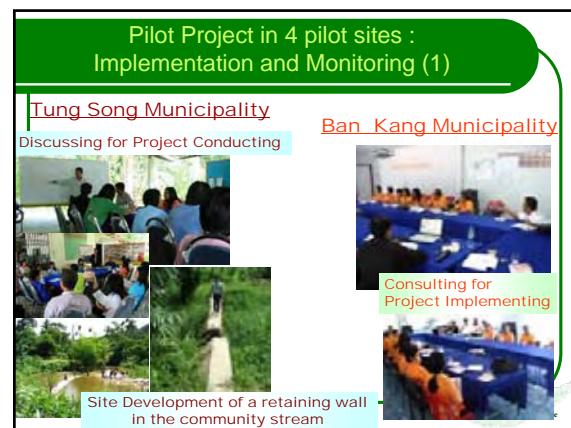 Pilot Project in 4 pilot sites :
Implementation and Monitoring (1)
Tung Song Municipality
Discussing for Project Conducting
Ban Kang Municipality
Consulting for
Project Implementing
Site Development of a retaining wall
in the community stream